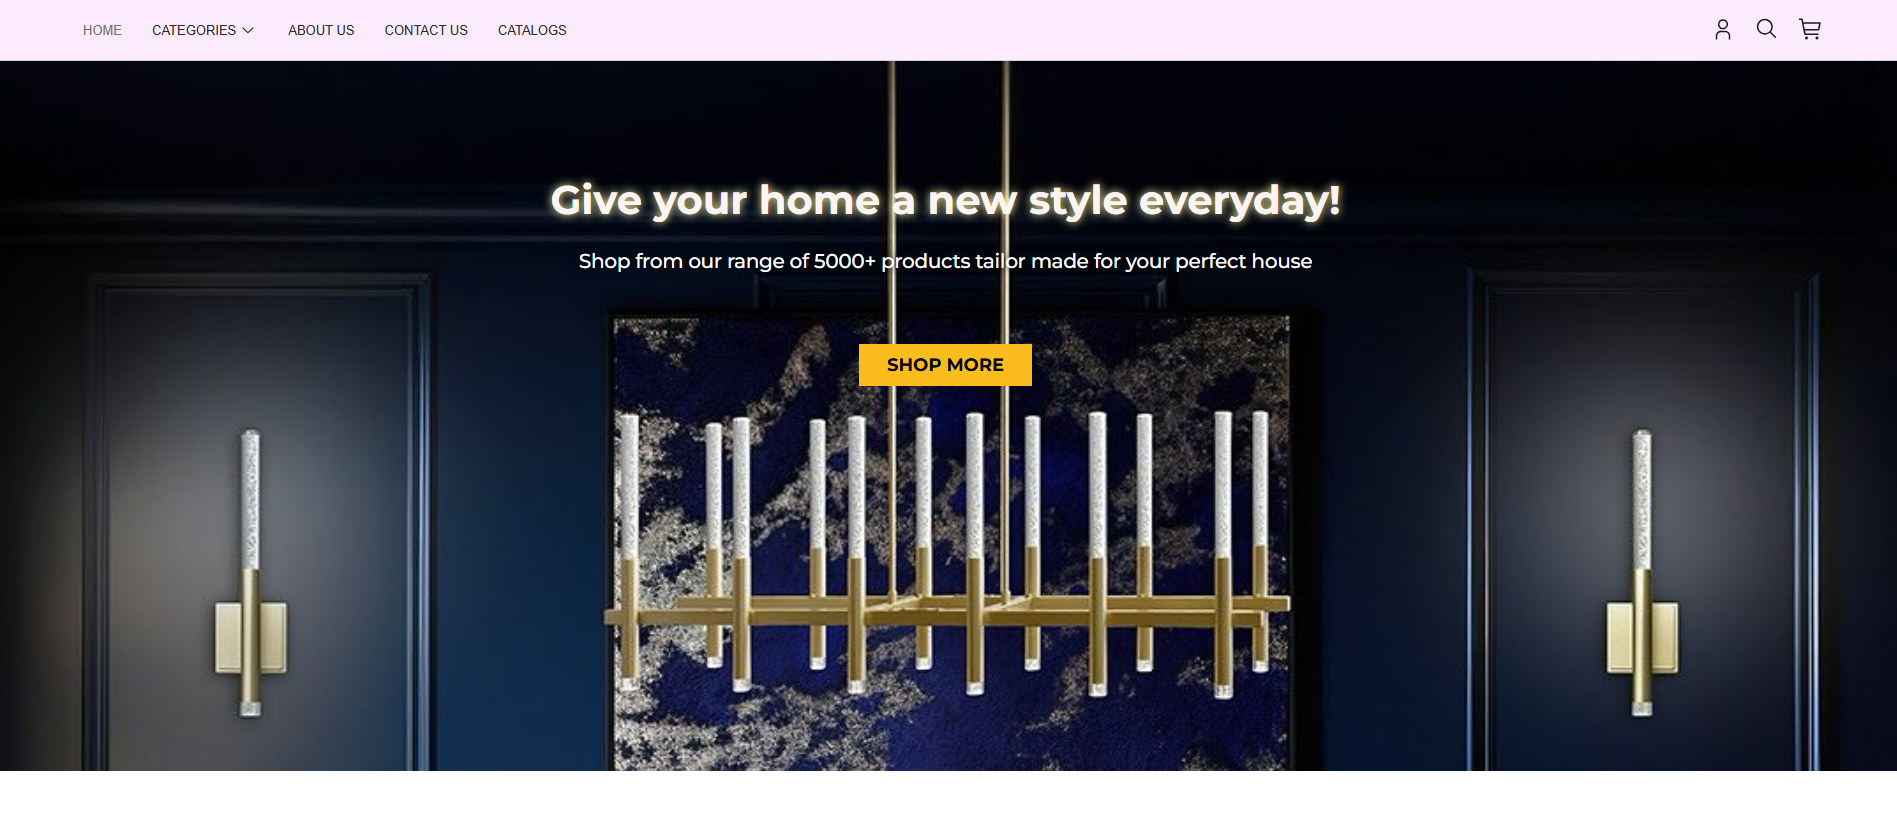 HOME CATEGORIES ABOUT US CONTACT US CATALOGS
Give your home a new style everyday!
Shop from our range of 5000+ products tailor made for your perfect house
SHOP MORE